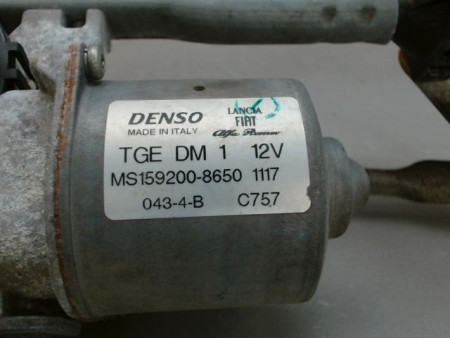 DENSO
MADE IN ITALY
LANCIA
FIAT
Alfa Romeo
TGE DM 1 12V
MS159200-8650 1117
043-4-B C757